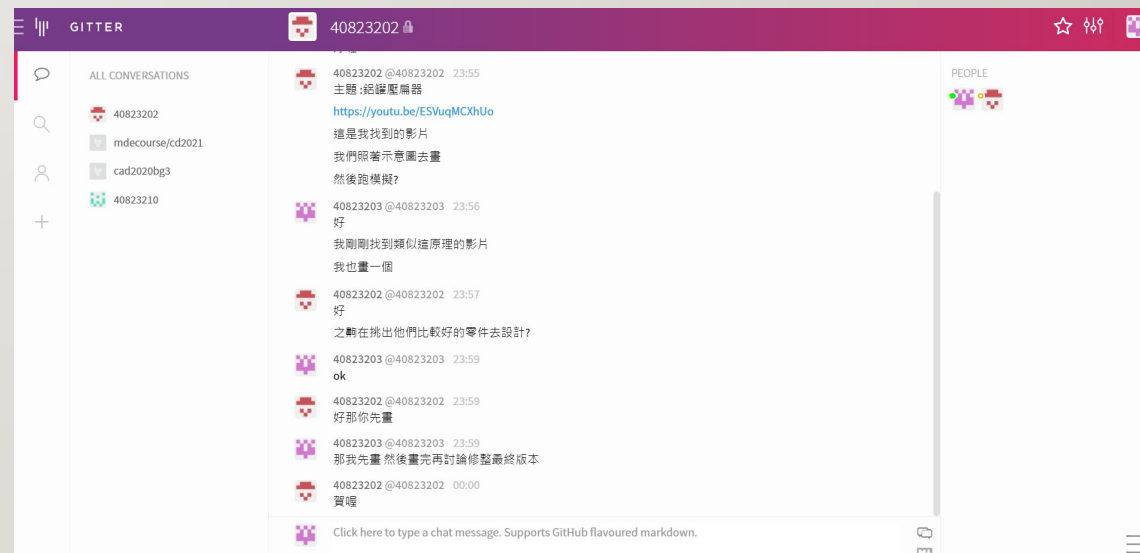 GITTER
40823202
ALL CONVERSATIONS
40823202
mdecourse/cd2021
cad2020bg3
40823210
40823202 @40823202 23:55
主題:鋁罐壓扁器
https://youtu.be/ESVuqMCXhUo
這是我找到的影片
我們照著示意圖去畫
然後跑模擬?
40823203 @40823203 23:56
好
我剛剛找到類似這原理的影片
我也畫一個
40823202 @40823202 23:57
好
之齁在挑出他們比較好的零件去設計?
40823203 @40823203 23:59
ok
40823202 @40823202 23:59
好那你先畫
40823203 @40823203 23:59
那我先畫 然後畫完再討論修整最終版本
40823202 @40823202 00:00
賀喔
Click here to type a chat message. Supports GitHub flavoured markdown.
PEOPLE